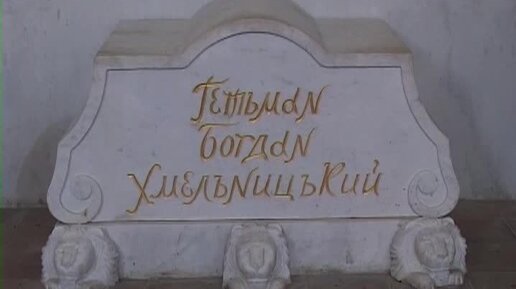 Гетьман
Богдан
Хмельницький